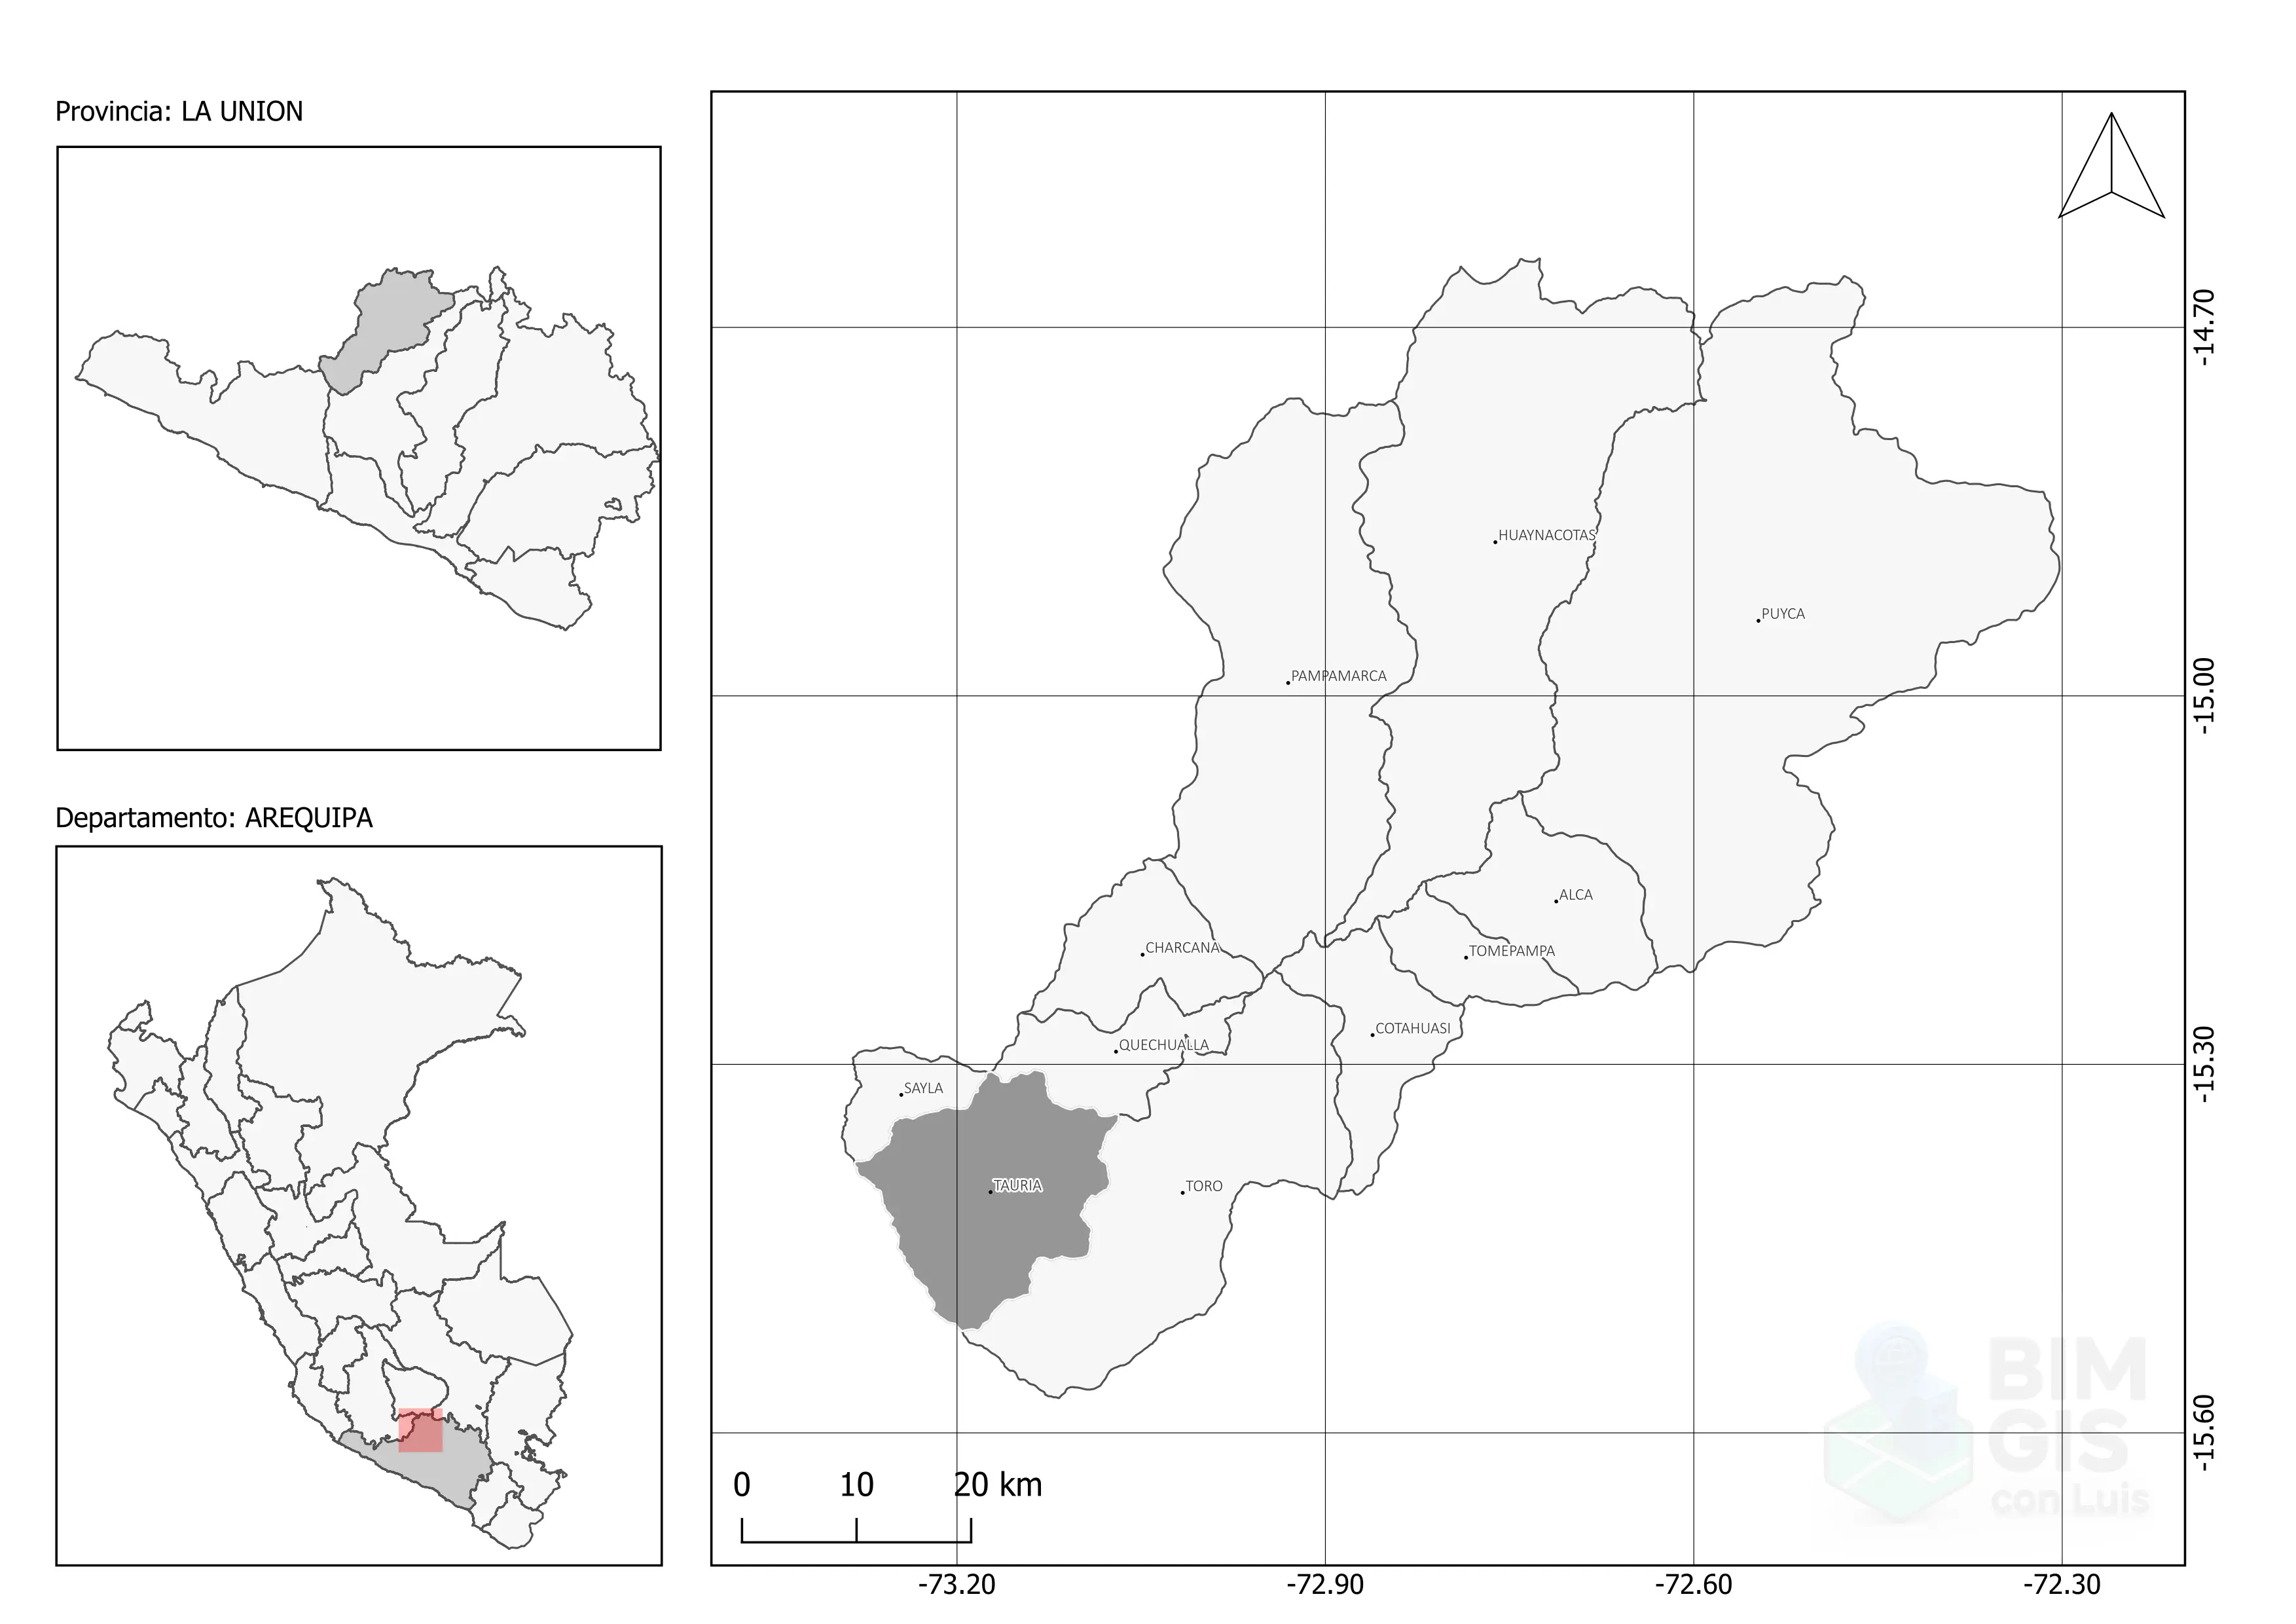 Provincia: LA UNION
Departamento: AREQUIPA
HUAYNACOTAS
PUYCA
PAMPAMARCA
ALCA
CHARCANA
TOMEPAMPA
COTAHUASI
QUECHUALLA
SAYLA
TAURIA
TORO
-14.70
-15.00
-15.30
-15.60
BIM
GIS
con Luis
0 10 20 km
-73.20 -72.90 -72.60 -72.30